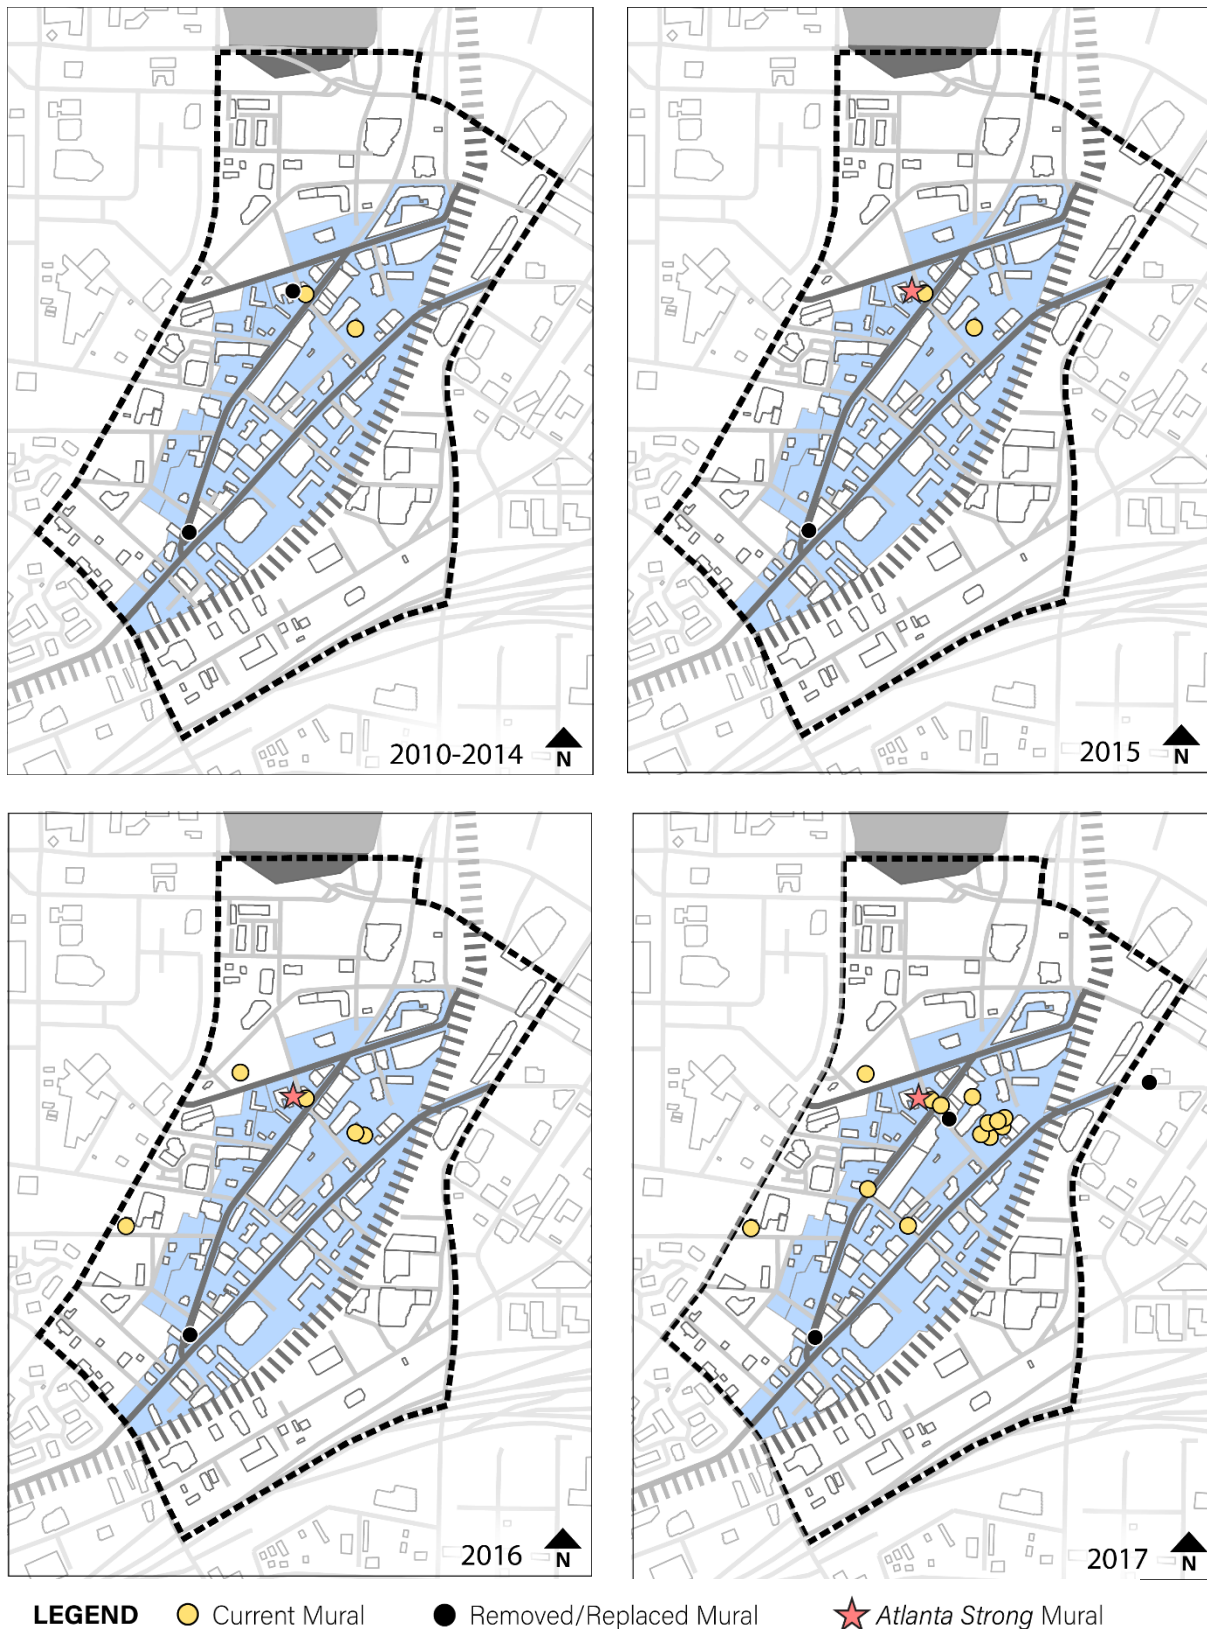 2010-2014
N
2015
N
2016
N
2017
N
LEGEND Current Mural Removed/Replaced Mural Atlanta Strong Mural